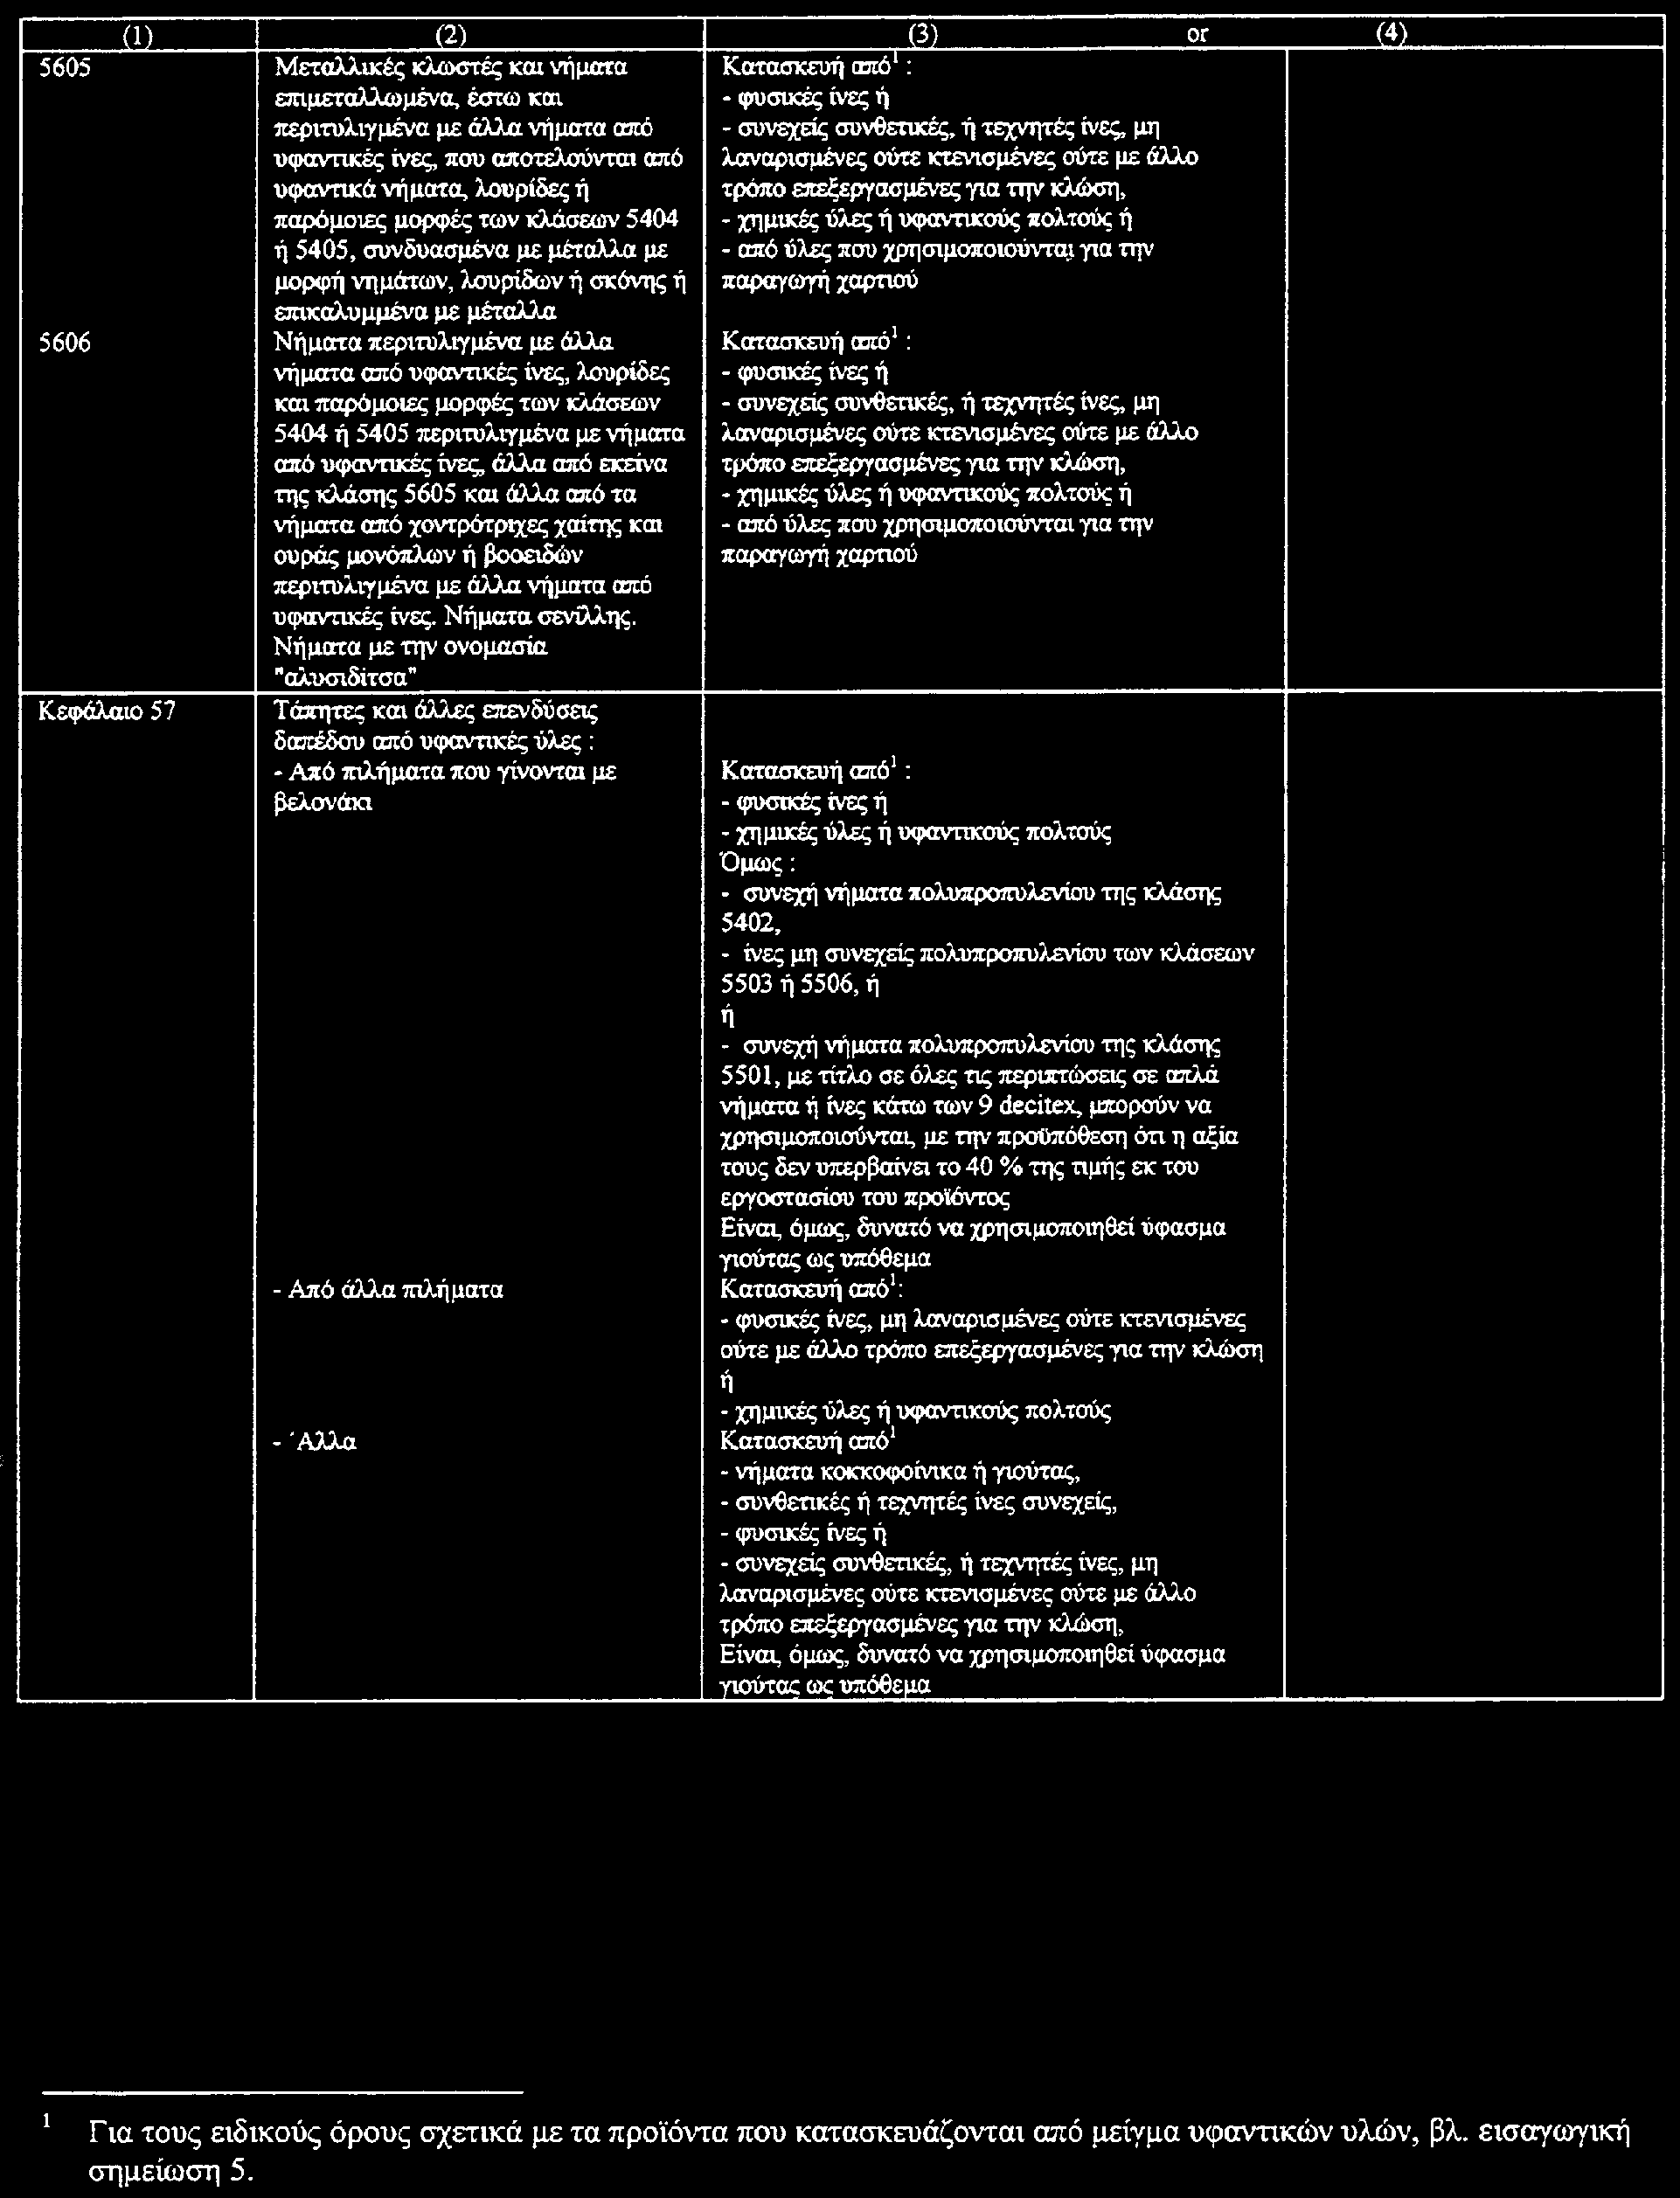 (1) (2) (3) or (4)
5605
Μεταλλικές κλωστές και νήματα
επιμεταλλωμένα, έστω και
περιτυλιγμένα με άλλα νήματα από
υφαντικές ίνες, που αποτελούνται από
υφαντικά νήματα, λουρίδες ή
παρόμοιες μορφές των κλάσεων 5404
ή 5405, συνδυασμένα με μέταλλα με
μορφή νημάτων, λουρίδων ή σκόνης ή
επικαλυμμένα με μέταλλα
Κατασκευή από¹ :
- φυσικές ίνες ή
- συνεχείς συνθετικές, ή τεχνητές ίνες, μη
λαναρισμένες ούτε κτενισμένες ούτε με άλλο
τρόπο επεξεργασμένες για την κλώση,
- χημικές ύλες ή υφαντικούς πολτούς ή
- από ύλες που χρησιμοποιούνται για την
παραγωγή χαρτιού
5606
Νήματα περιτυλιγμένα με άλλα
νήματα από υφαντικές ίνες, λουρίδες
και παρόμοιες μορφές των κλάσεων
5404 ή 5405 περιτυλιγμένα με νήματα
από υφαντικές ίνες, άλλα από εκείνα
της κλάσης 5605 και άλλα από τα
νήματα από χοντρότριχες χαίτης και
ουράς μονόπλων ή βοοειδών
περιτυλιγμένα με άλλα νήματα από
υφαντικές ίνες. Νήματα σενίλλης.
Νήματα με την ονομασία
"αλυσιδίτσα"
Κατασκευή από¹ :
- φυσικές ίνες ή
- συνεχείς συνθετικές, ή τεχνητές ίνες, μη
λαναρισμένες ούτε κτενισμένες ούτε με άλλο
τρόπο επεξεργασμένες για την κλώση,
- χημικές ύλες ή υφαντικούς πολτούς ή
- από ύλες που χρησιμοποιούνται για την
παραγωγή χαρτιού
Κεφάλαιο 57
Τάπητες και άλλες επενδύσεις
δαπέδου από υφαντικές ύλες :
- Από πιλήματα που γίνονται με
βελονάκι
Κατασκευή από¹ :
- φυσικές ίνες ή
- χημικές ύλες ή υφαντικούς πολτούς
Όμως :
- συνεχή νήματα πολυπροπυλενίου της κλάσης
5402,
- ίνες μη συνεχείς πολυπροπυλενίου των κλάσεων
5503 ή 5506, ή
ή
- συνεχή νήματα πολυπροπυλενίου της κλάσης
5501, με τίτλο σε όλες τις περιπτώσεις σε απλά
νήματα ή ίνες κάτω των 9 decitex, μπορούν να
χρησιμοποιούνται, με την προϋπόθεση ότι η αξία
τους δεν υπερβαίνει το 40 % της τιμής εκ του
εργοστασίου του προϊόντος
Είναι, όμως, δυνατό να χρησιμοποιηθεί ύφασμα
γιούτας ως υπόθεμα
- Από άλλα πιλήματα
Κατασκευή από¹:
- φυσικές ίνες, μη λαναρισμένες ούτε κτενισμένες
ούτε με άλλο τρόπο επεξεργασμένες για την κλώση
ή
- χημικές ύλες ή υφαντικούς πολτούς
- Άλλα
Κατασκευή από¹
- νήματα κοκκοφοίνικα ή γιούτας,
- συνθετικές ή τεχνητές ίνες συνεχείς,
- φυσικές ίνες ή
- συνεχείς συνθετικές, ή τεχνητές ίνες, μη
λαναρισμένες ούτε κτενισμένες ούτε με άλλο
τρόπο επεξεργασμένες για την κλώση,
Είναι, όμως, δυνατό να χρησιμοποιηθεί ύφασμα
γιούτας ως υπόθεμα
¹ Για τους ειδικούς όρους σχετικά με τα προϊόντα που κατασκευάζονται από μείγμα υφαντικών υλών, βλ. εισαγωγική
σημείωση 5.